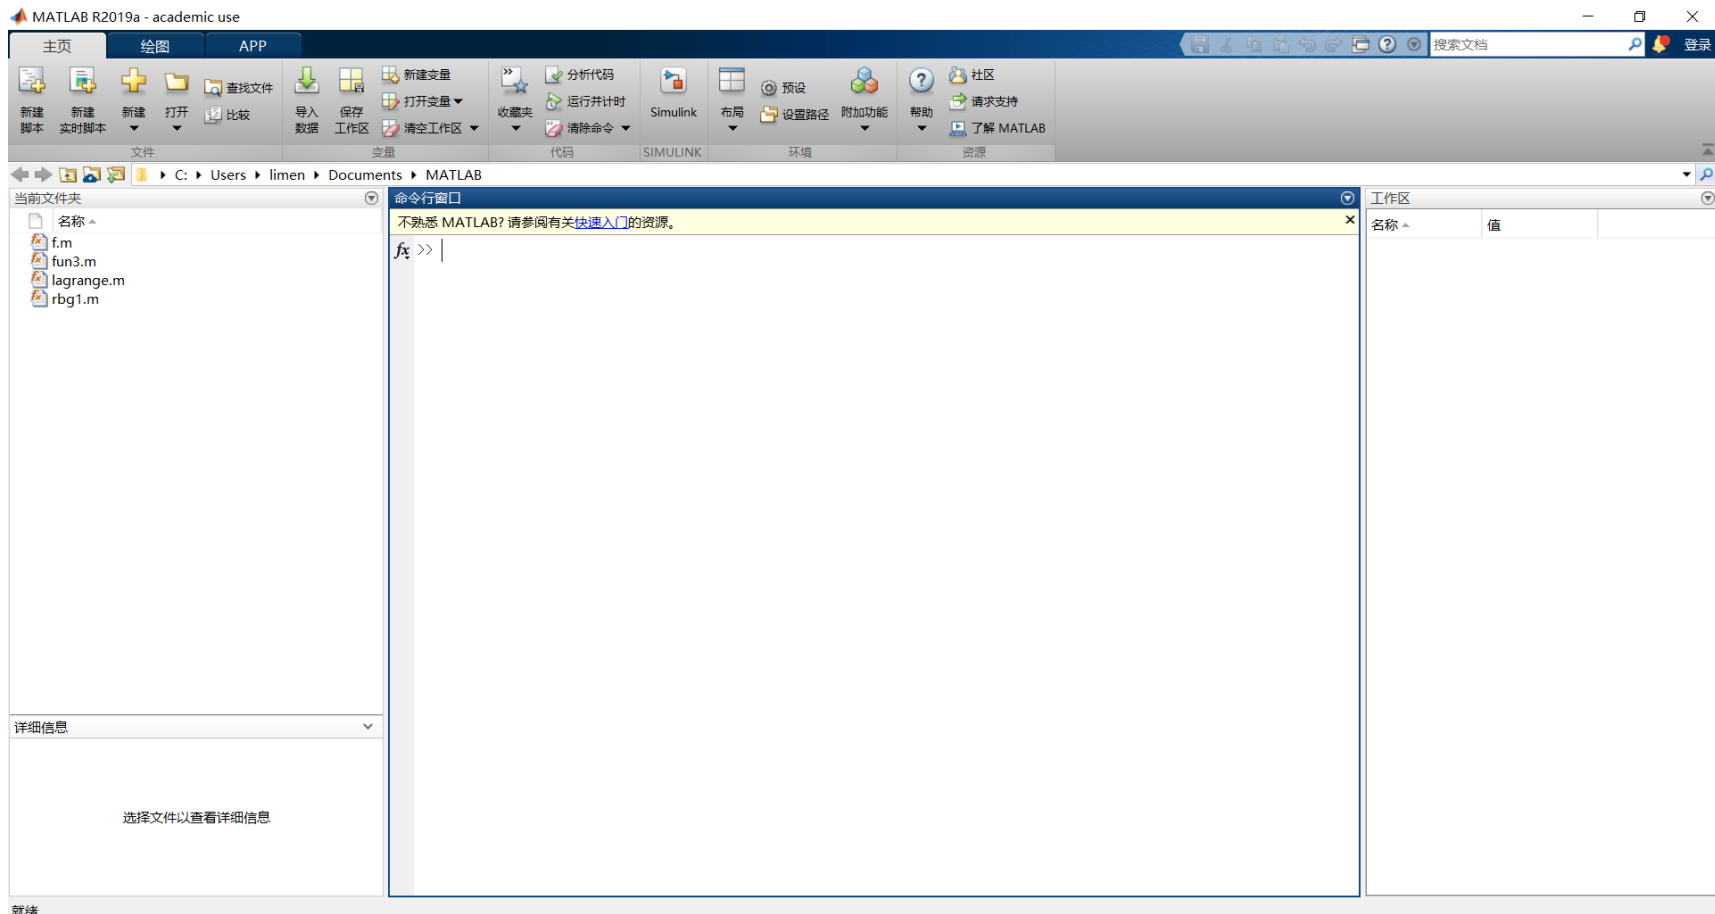 MATLAB R2019a - academic use
主页 绘图 APP 搜索文档 登录
新建脚本 新建实时脚本 新建 打开 查找文件 比较
导入数据 保存工作区 新建变量 打开变量 清空工作区
收藏夹 分析代码 运行并计时 清除命令
Simulink
布局 预设 设置路径 附加功能
帮助 社区 请求支持 了解 MATLAB
文件 变量 代码 SIMULINK 环境 资源
C: Users limen Documents MATLAB
当前文件夹
名称
f.m
fun3.m
lagrange.m
rbg1.m
详细信息
选择文件以查看详细信息
命令行窗口
不熟悉 MATLAB? 请参阅有关快速入门的资源。
fx >>
工作区
名称 值
就绪